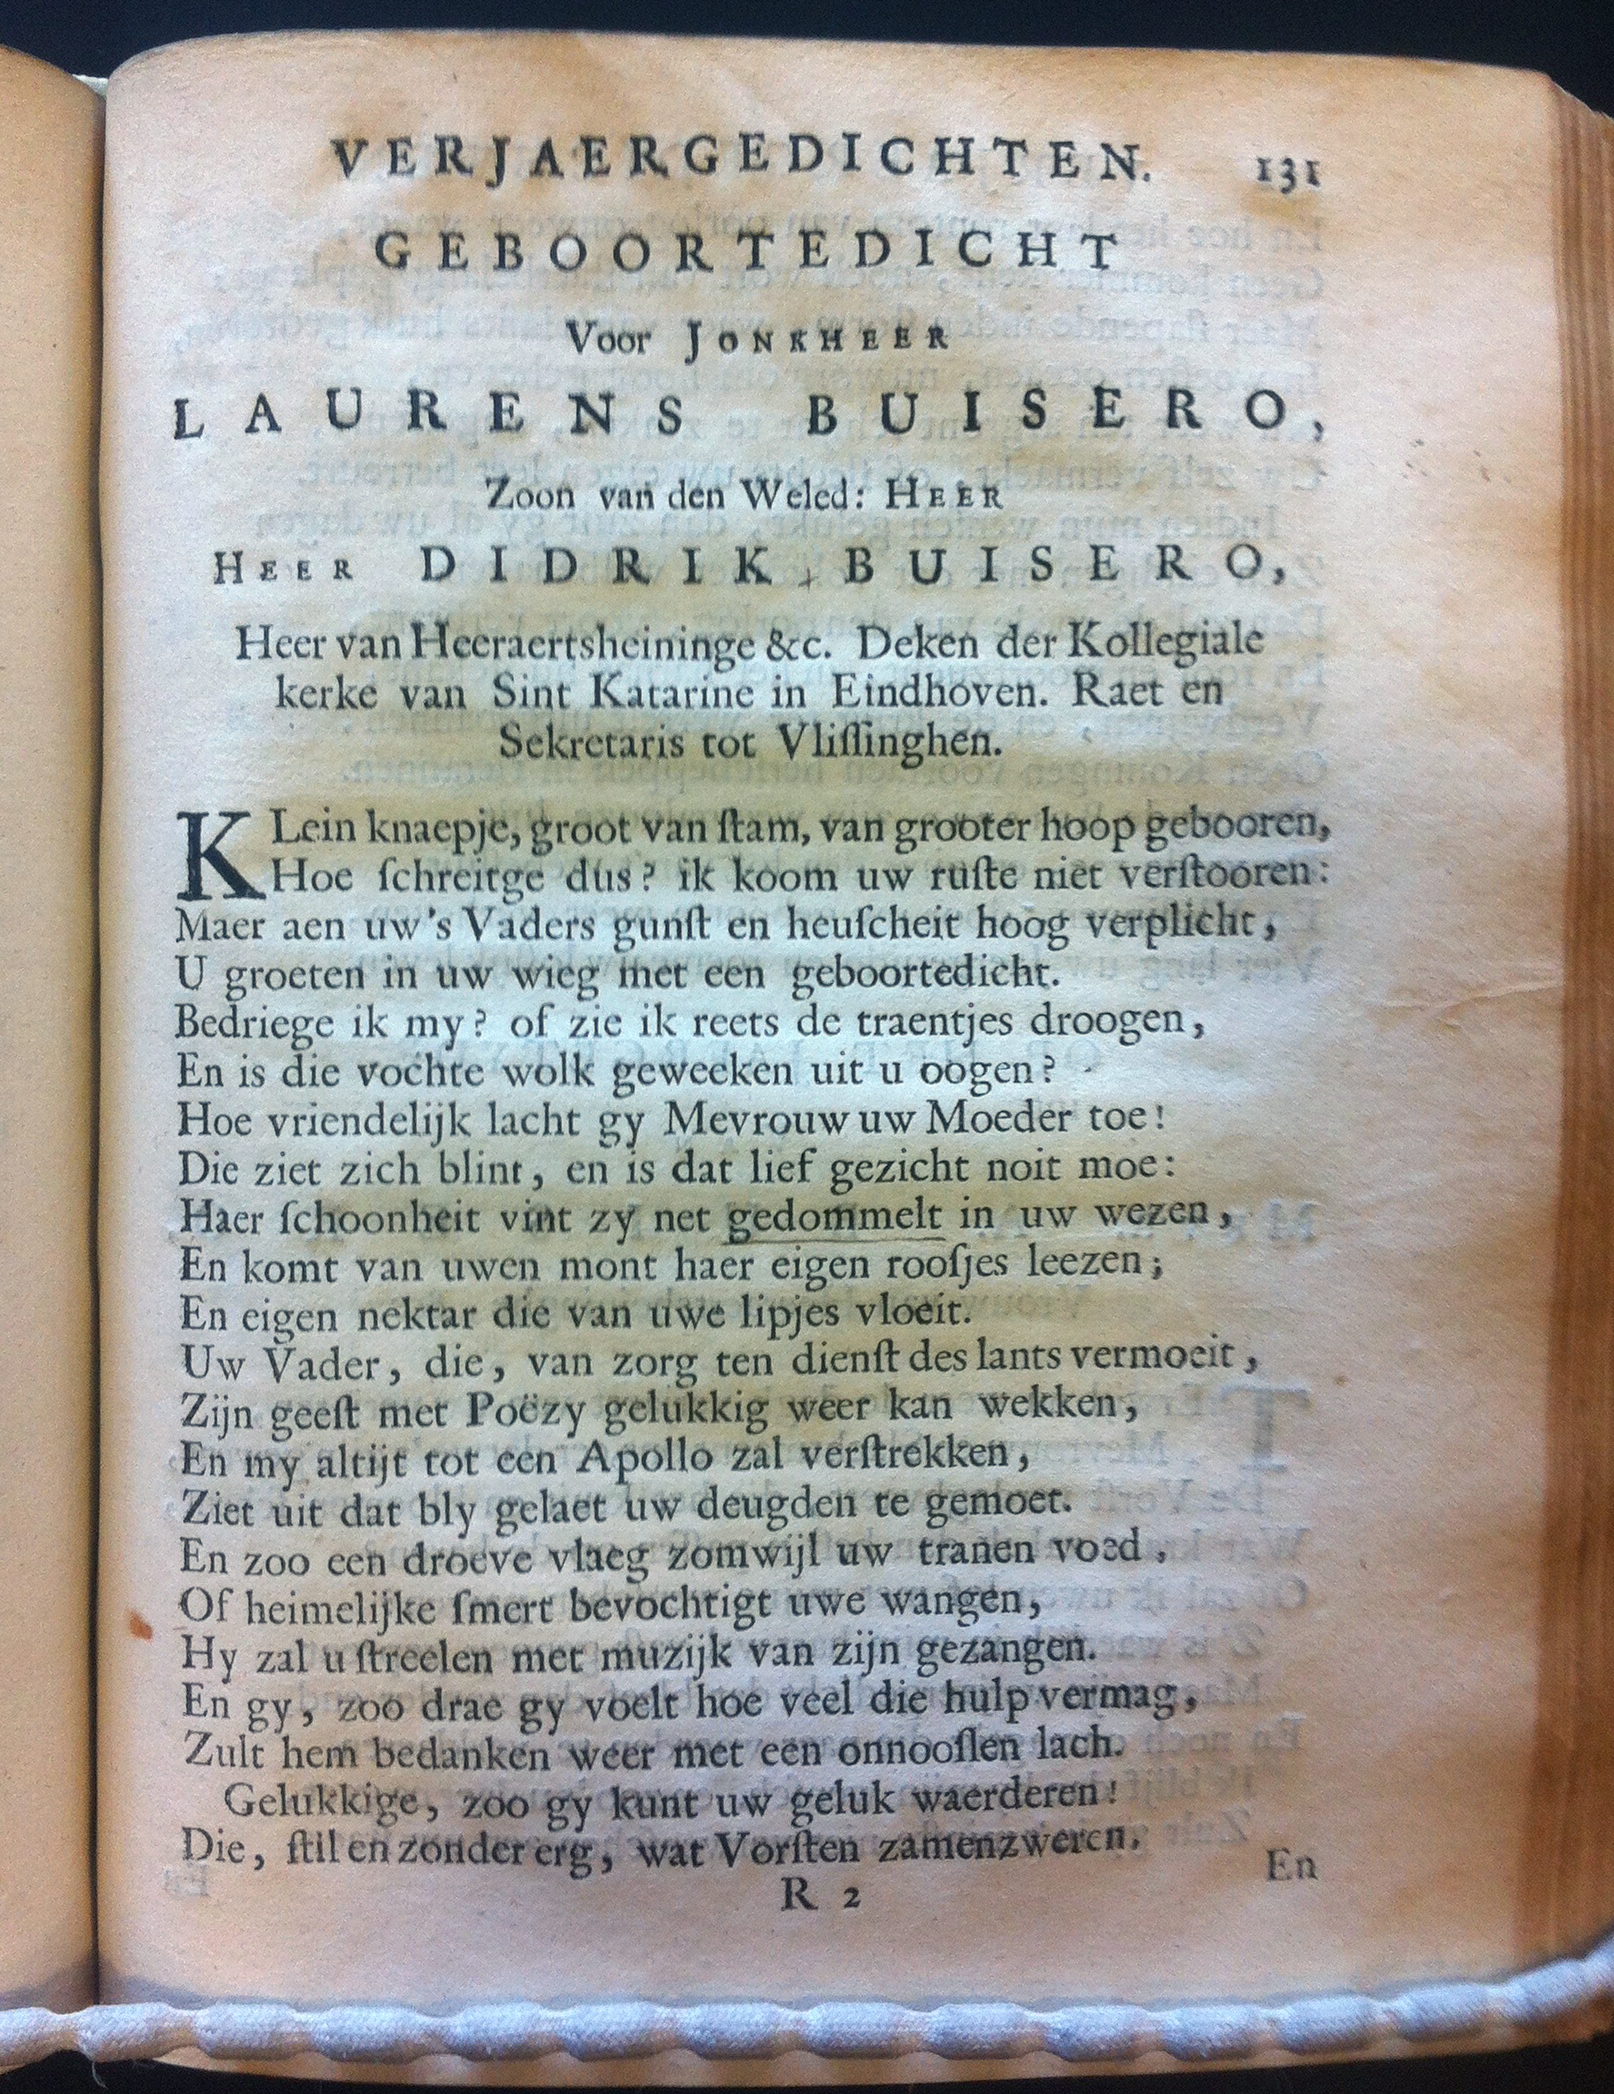 VERJAERGEDICHTEN. 131
GEBOORTEDICHT
Voor JONKHEER
LAURENS BUISERO,
Zoon van den Weled: HEER
HEER DIDRIK BUISERO,
Heer van Heeraertsheininge &c. Deken der Kollegiale
kerke van Sint Katarine in Eindhoven. Raet en
Sekretaris tot Vliſſinghen.
KLein knaepje, groot van ſtam, van grooter hoop gebooren,
Hoe ſchreitge dus? ik koom uw ruſte niet verſtooren:
Maer aen uw's Vaders gunſt en heuſcheit hoog verplicht,
U groeten in uw wieg met een geboortedicht.
Bedriege ik my? of zie ik reets de traentjes droogen,
En is die vochte wolk geweeken uit u oogen?
Hoe vriendelijk lacht gy Mevrouw uw Moeder toe!
Die ziet zich blint, en is dat lief gezicht noit moe:
Haer ſchoonheit vint zy net gedommelt in uw wezen,
En komt van uwen mont haer eigen rooſjes leezen;
En eigen nektar die van uwe lipjes vloeit.
Uw Vader, die, van zorg ten dienſt des lants vermoeit,
Zijn geeſt met Poëzy gelukkig weer kan wekken,
En my altijt tot een Apollo zal verſtrekken,
Ziet uit dat bly gelaet uw deugden te gemoet.
En zoo een droeve vlaeg zomwijl uw tranen voed,
Of heimelijke ſmert bevochtigt uwe wangen,
Hy zal u ſtreelen met muzijk van zijn gezangen.
En gy, zoo drae gy voelt hoe veel die hulp vermag,
Zult hem bedanken weer met een onnooſlen lach.
Gelukkige, zoo gy kunt uw geluk waerderen!
Die, ſtil en zonder erg, wat Vorſten zamenzweren.
R 2 En